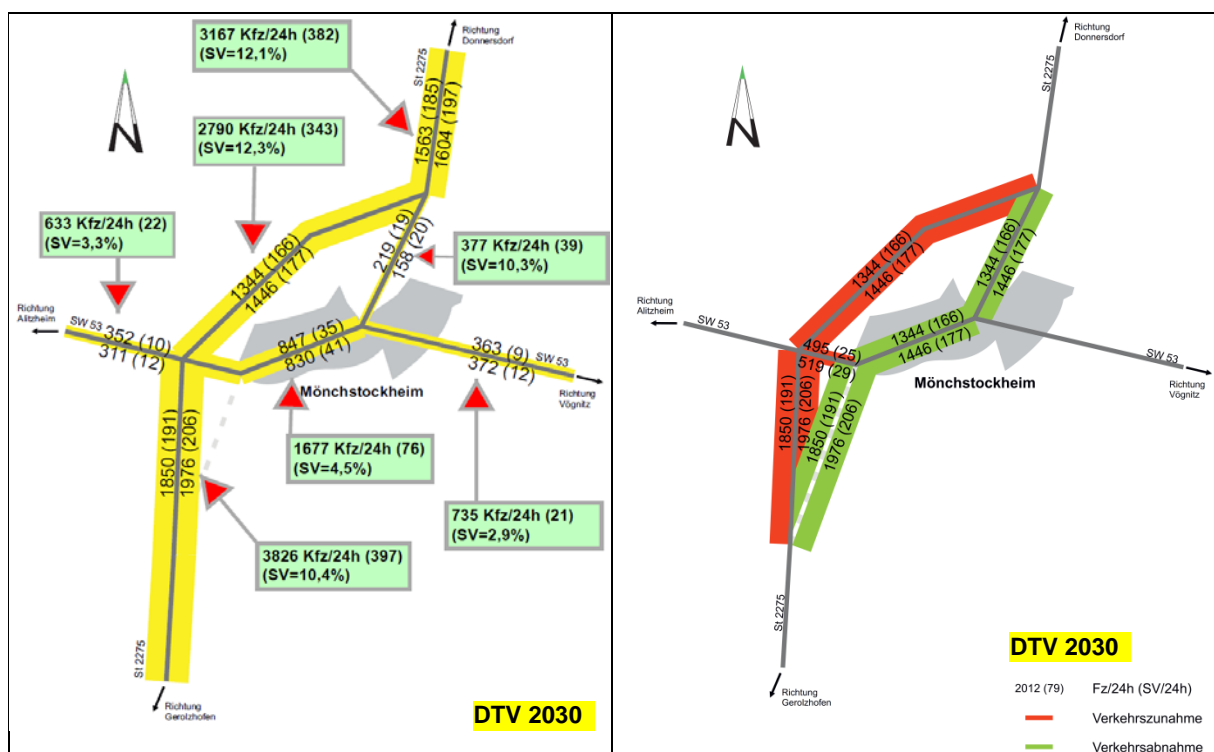 Richtung
Donnersdorf
3167 Kfz/24h (382)
(SV=12,1%)
St 2275
1563 (185)
1604 (197)
N
2790 Kfz/24h (343)
(SV=12,3%)
633 Kfz/24h (22)
(SV=3,3%)
219 (19)
158 (20)
377 Kfz/24h (39)
(SV=10,3%)
1344 (166)
1446 (177)
Richtung
Alitzheim
SW 53
352 (10)
311 (12)
847 (35)
830 (41)
363 (9)
372 (12)
SW 53
Mönchstockheim
Richtung
Vögnitz
1850 (191)
1976 (206)
1677 Kfz/24h (76)
(SV=4,5%)
735 Kfz/24h (21)
(SV=2,9%)
3826 Kfz/24h (397)
(SV=10,4%)
St 2275
Richtung
Gerolzhofen
DTV 2030
Richtung
Donnersdorf
St 2275
N
1344 (166)
1446 (177)
1344 (166)
1446 (177)
Richtung
Alitzheim
SW 53
495 (25)
519 (29)
1344 (166)
1446 (177)
SW 53
Mönchstockheim
Richtung
Vögnitz
1850 (191)
1976 (206)
1850 (191)
1976 (206)
St 2275
Richtung
Gerolzhofen
DTV 2030
2012 (79) Fz/24h (SV/24h)
Verkehrszunahme
Verkehrsabnahme